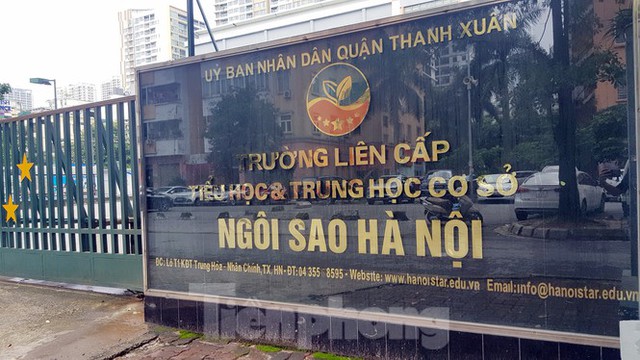 UỶ BAN NHÂN DÂN QUẬN THANH XUÂN
TRƯỜNG LIÊN CẤP
TIỂU HỌC & TRUNG HỌC CƠ SỞ
NGÔI SAO HÀ NỘI
ĐC: Lô T1-KĐT Trung Hòa - Nhân Chính,TX, HN-ĐT:04 355 8595 - Website: www.hanoistar.edu.vn Email:info@hanoistar.edu.vn
Tiền phong